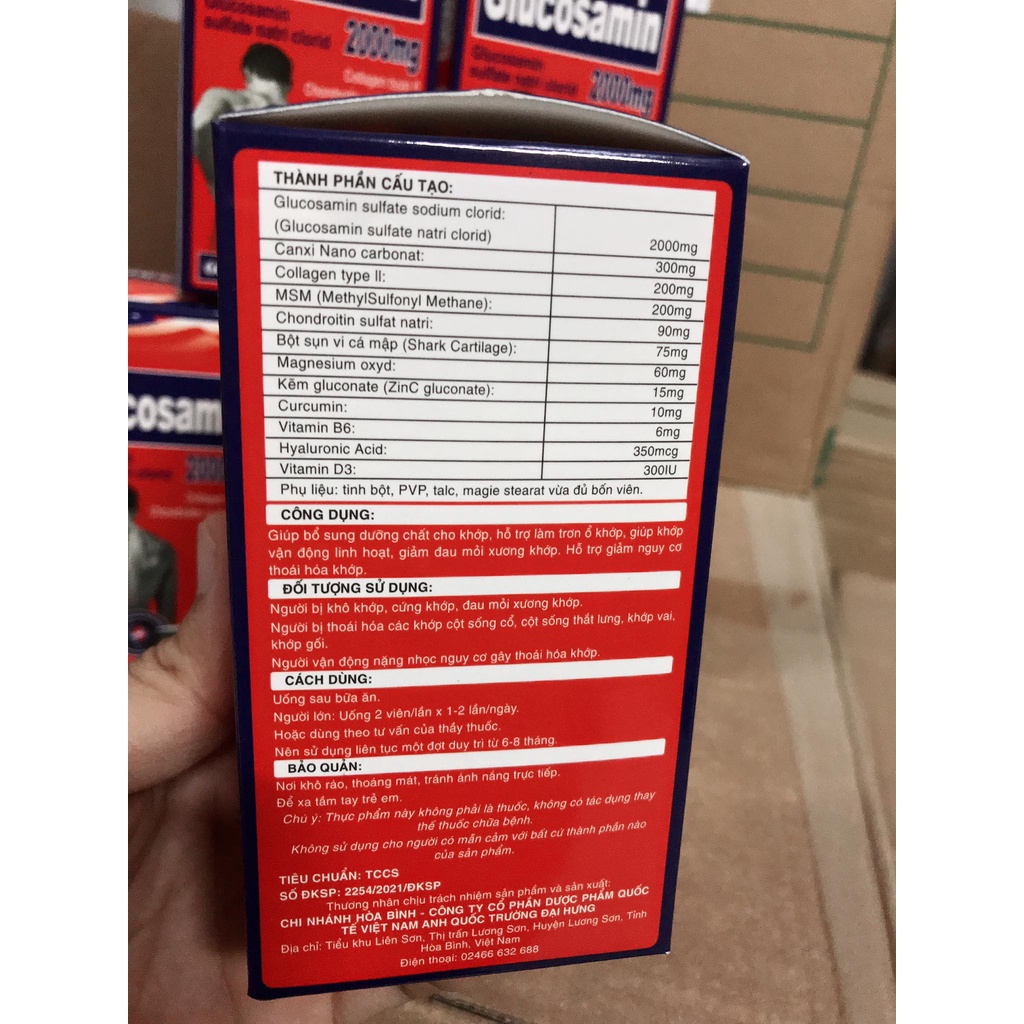 Glucosamin
sulfate natri clorid 2000mg
Glucosamin
Glucosamin
sulfate natri clorid 2000mg
cosam
THÀNH PHẦN CẤU TẠO:
Glucosamin sulfate sodium clorid:
(Glucosamin sulfate natri clorid) 2000mg
Canxi Nano carbonat: 300mg
Collagen type II: 200mg
MSM (MethylSulfonyl Methane): 200mg
Chondroitin sulfat natri: 90mg
Bột sụn vi cá mập (Shark Cartilage): 75mg
Magnesium oxyd: 60mg
Kẽm gluconate (ZinC gluconate): 15mg
Curcumin: 10mg
Vitamin B6: 6mg
Hyaluronic Acid: 350mcg
Vitamin D3: 300IU
Phụ liệu: tinh bột, PVP, talc, magie stearat vừa đủ bốn viên.
CÔNG DỤNG:
Giúp bổ sung dưỡng chất cho khớp, hỗ trợ làm trơn ổ khớp, giúp khớp
vận động linh hoạt, giảm đau mỏi xương khớp. Hỗ trợ giảm nguy cơ
thoái hóa khớp.
ĐỐI TƯỢNG SỬ DỤNG:
Người bị khô khớp, cứng khớp, đau mỏi xương khớp.
Người bị thoái hóa các khớp cột sống cổ, cột sống thắt lưng, khớp vai,
khớp gối.
Người vận động nặng nhọc nguy cơ gây thoái hóa khớp.
CÁCH DÙNG:
Uống sau bữa ăn.
Người lớn: Uống 2 viên/lần x 1-2 lần/ngày.
Hoặc dùng theo tư vấn của thầy thuốc.
Nên sử dụng liên tục một đợt duy trì từ 6-8 tháng.
BẢO QUẢN:
Nơi khô ráo, thoáng mát, tránh ánh nắng trực tiếp.
Để xa tầm tay trẻ em.
Chú ý: Thực phẩm này không phải là thuốc, không có tác dụng thay
thế thuốc chữa bệnh.
Không sử dụng cho người có mẫn cảm với bất cứ thành phần nào
của sản phẩm.
TIÊU CHUẨN: TCCS
SỐ ĐKSP: 2254/2021/ĐKSP
Thương nhân chịu trách nhiệm sản phẩm và sản xuất:
CHI NHÁNH HÒA BÌNH - CÔNG TY CỔ PHẦN DƯỢC PHẨM QUỐC
TẾ VIỆT NAM ANH QUỐC TRƯỜNG ĐẠI HƯNG
Địa chỉ: Tiểu khu Liên Sơn, Thị trấn Lương Sơn, Huyện Lương Sơn, Tỉnh
Hòa Bình, Việt Nam
Điện thoại: 02466 632 688